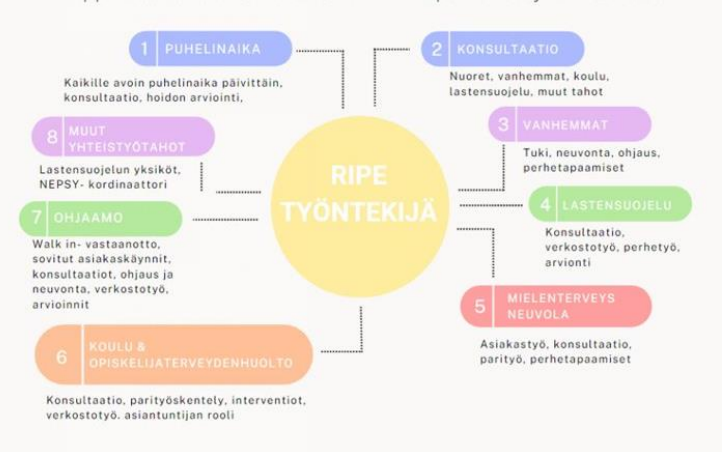 1 PUHELINAIKA
Kaikille avoin puhelinaika päivittäin,
konsultaatio, hoidon arviointi,
2 KONSULTAATIO
Nuoret, vanhemmat, koulu,
lastensuojelu, muut tahot
3 VANHEMMAT
Tuki, neuvonta, ohjaus,
perhetapaamiset
4 LASTENSUOJELU
Konsultaatio,
verkostotyö, perhetyö,
arvionti
5 MIELENTERVEYS
NEUVOLA
Asiakastyö, konsultaatio,
parityö, perhetapaamiset
6 KOULU &
OPISKELIJATERVEYDENHUOLTO
Konsultaatio, parityöskentely, interventiot,
verkostotyö. asiantuntijan rooli
7 OHJAAMO
Walk in- vastaanotto,
sovitut asiakaskäynnit,
konsultaatiot, ohjaus ja
neuvonta, verkostotyö,
arvioinnit
8 MUUT
YHTEISTYÖTAHOT
Lastensuojelun yksiköt,
NEPSY- kordinaattori
RIPE
TYÖNTEKIJÄ